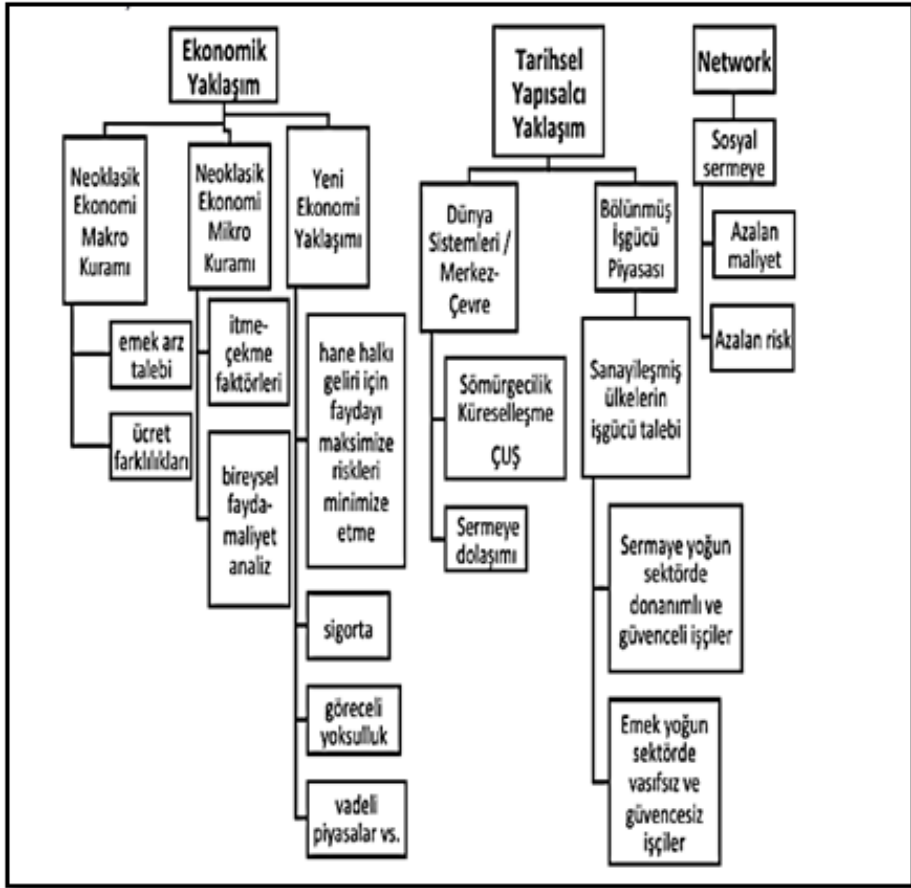 Ekonomik
Yaklaşım
Neoklasik
Ekonomi
Makro
Kuramı
emek arz
talebi
ücret
farklılıkları
Neoklasik
Ekonomi
Mikro
Kuramı
itme-
çekme
faktörleri
bireysel
fayda-
maliyet
analiz
Yeni
Ekonomi
Yaklaşımı
hane halkı
geliri için
faydayı
maksimize
riskleri
minimize
etme
sigorta
göreceli
yoksulluk
vadeli
piyasalar vs.
Tarihsel
Yapısalcı
Yaklaşım
Dünya
Sistemleri /
Merkez-
Çevre
Sömürgecilik
Küreselleşme
ÇUŞ
Sermeye
dolaşımı
Bölünmüş
İşgücü
Piyasası
Sanayileşmiş
ülkelerin
işgücü talebi
Sermaye yoğun
sektörde
donanımlı ve
güvenceli işçiler
Emek yoğun
sektörde
vasıfsız ve
güvencesiz
işçiler
Network
Sosyal
sermeye
Azalan
maliyet
Azalan risk